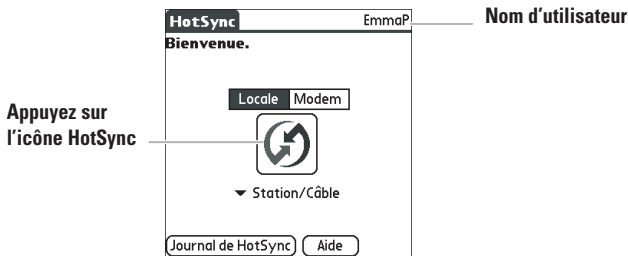 HotSync EmmaP
Nom d'utilisateur
Bienvenue.
Locale Modem
Appuyez sur
l'icône HotSync
Station/Câble
Journal de HotSync Aide